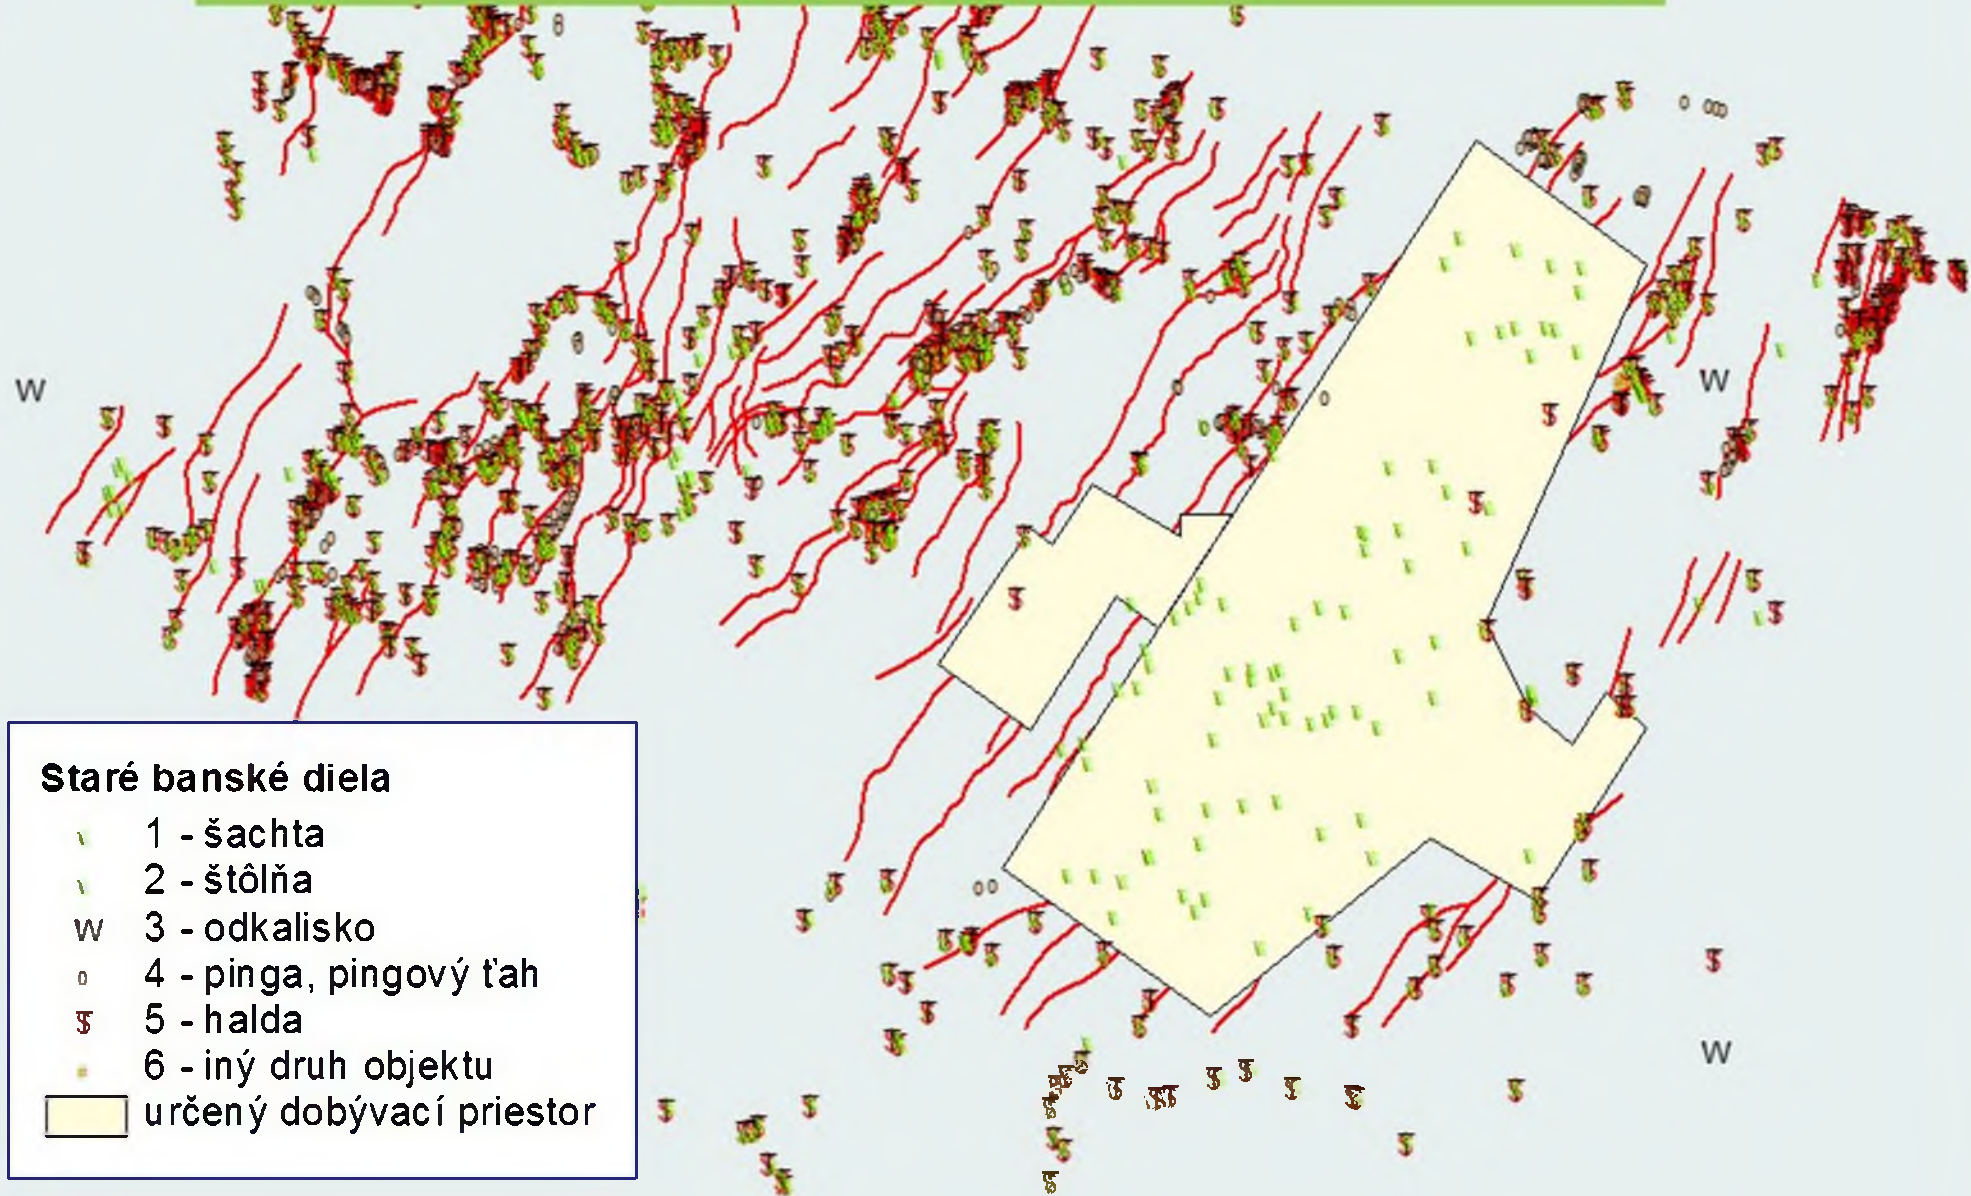 W
W
Staré banské diela
1 - šachta
2 - štôlňa
W 3 - odkalisko
4 - pinga, pingový ťah
5 - halda
6 - iný druh objektu
určený dobývací priestor
W